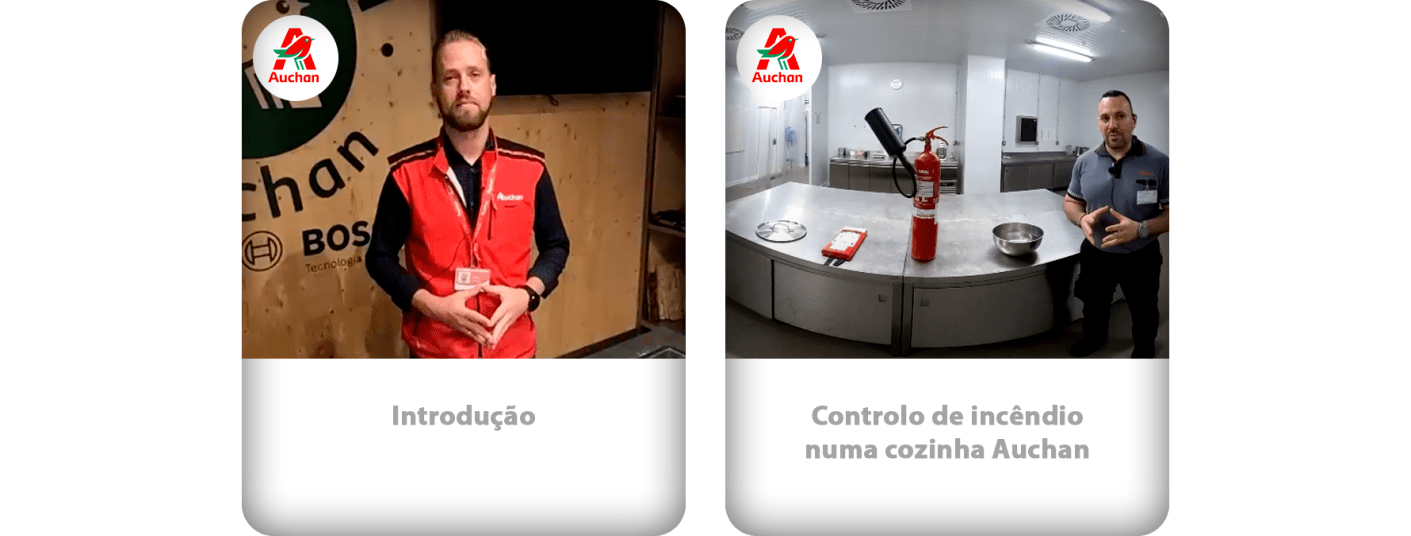 Auchan
chan
BOS
Tecnologia
Auchan
Introdução
Auchan
Controlo de incêndio
numa cozinha Auchan